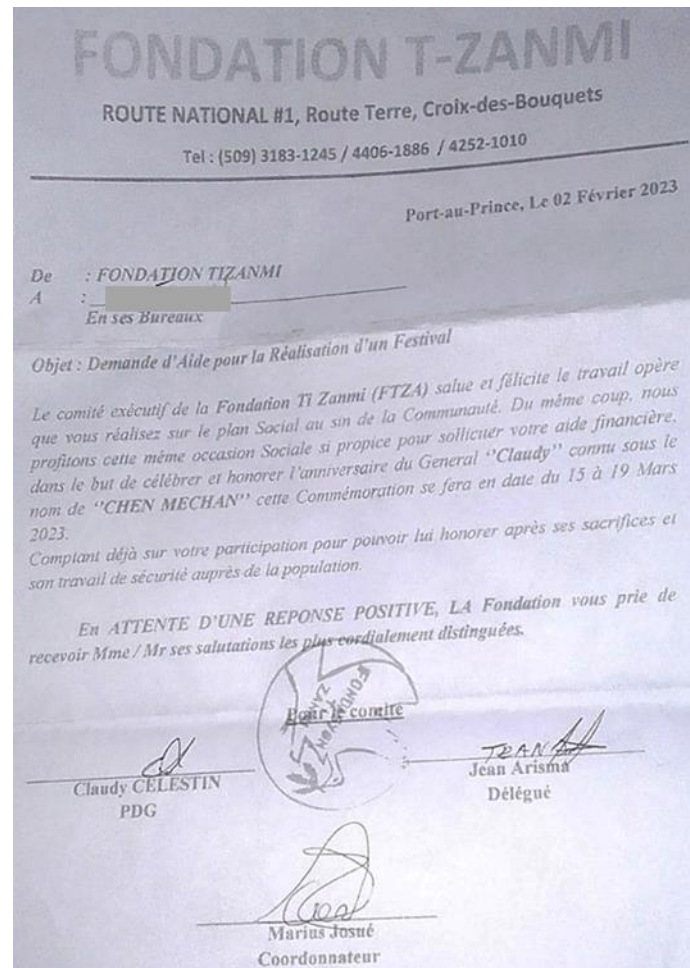 FONDATION T-ZANMI
ROUTE NATIONAL #1, Route Terre, Croix-des-Bouquets
Tel : (509) 3183-1245 / 4406-1886 / 4252-1010
Port-au-Prince, Le 02 Février 2023
De : FONDATION TIZANMI
A :
En ses Bureaux
Objet : Demande d'Aide pour la Réalisation d'un Festival
Le comité exécutif de la Fondation Ti Zanmi (FTZA) salue et félicite le travail opère
que vous réalisez sur le plan Social au sin de la Communauté. Du même coup, nous
profitons cette même occasion Sociale si propice pour solliciter votre aide financière,
dans le but de célébrer et honorer l'anniversaire du General ‘'Claudy'’ connu sous le
nom de ‘'CHEN MECHAN'’ cette Commémoration se fera en date du 15 à 19 Mars
2023.
Comptant déjà sur votre participation pour pouvoir lui honorer après ses sacrifices et
son travail de sécurité auprès de la population.
En ATTENTE D'UNE REPONSE POSITIVE, LA Fondation vous prie de
recevoir Mme / Mr ses salutations les plus cordialement distinguées.
FONDATION
ZANMI
Pour le comité
JEAN
Claudy CELESTIN
Jean Arisma
PDG
Délégué
Marius Josué
Coordonnateur